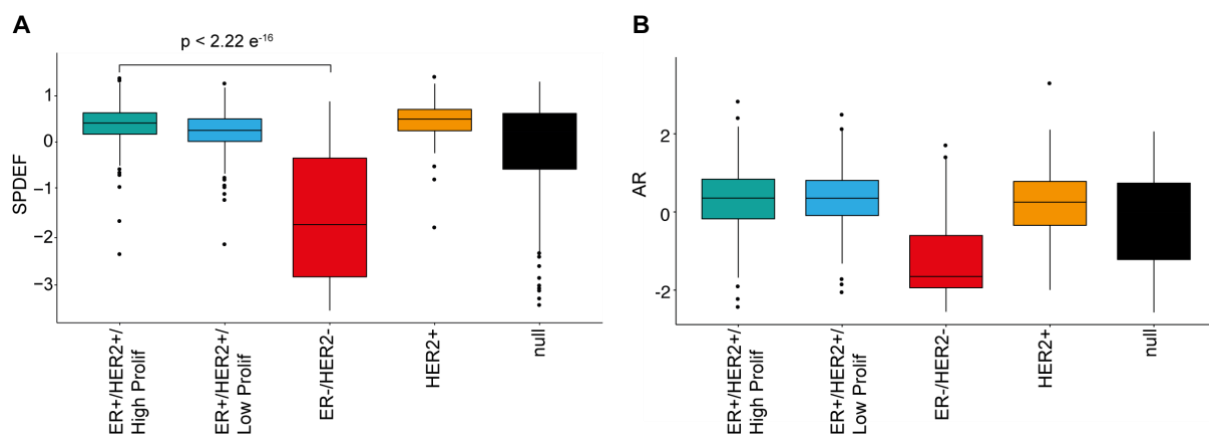 A
p < 2.22 e-16
SPDEF
1
0
−1
−2
−3
ER+/HER2+/
High Prolif
ER+/HER2+/
Low Prolif
ER-/HER2-
HER2+
null
B
AR
2
0
-2
ER+/HER2+/
High Prolif
ER+/HER2+/
Low Prolif
ER-/HER2-
HER2+
null